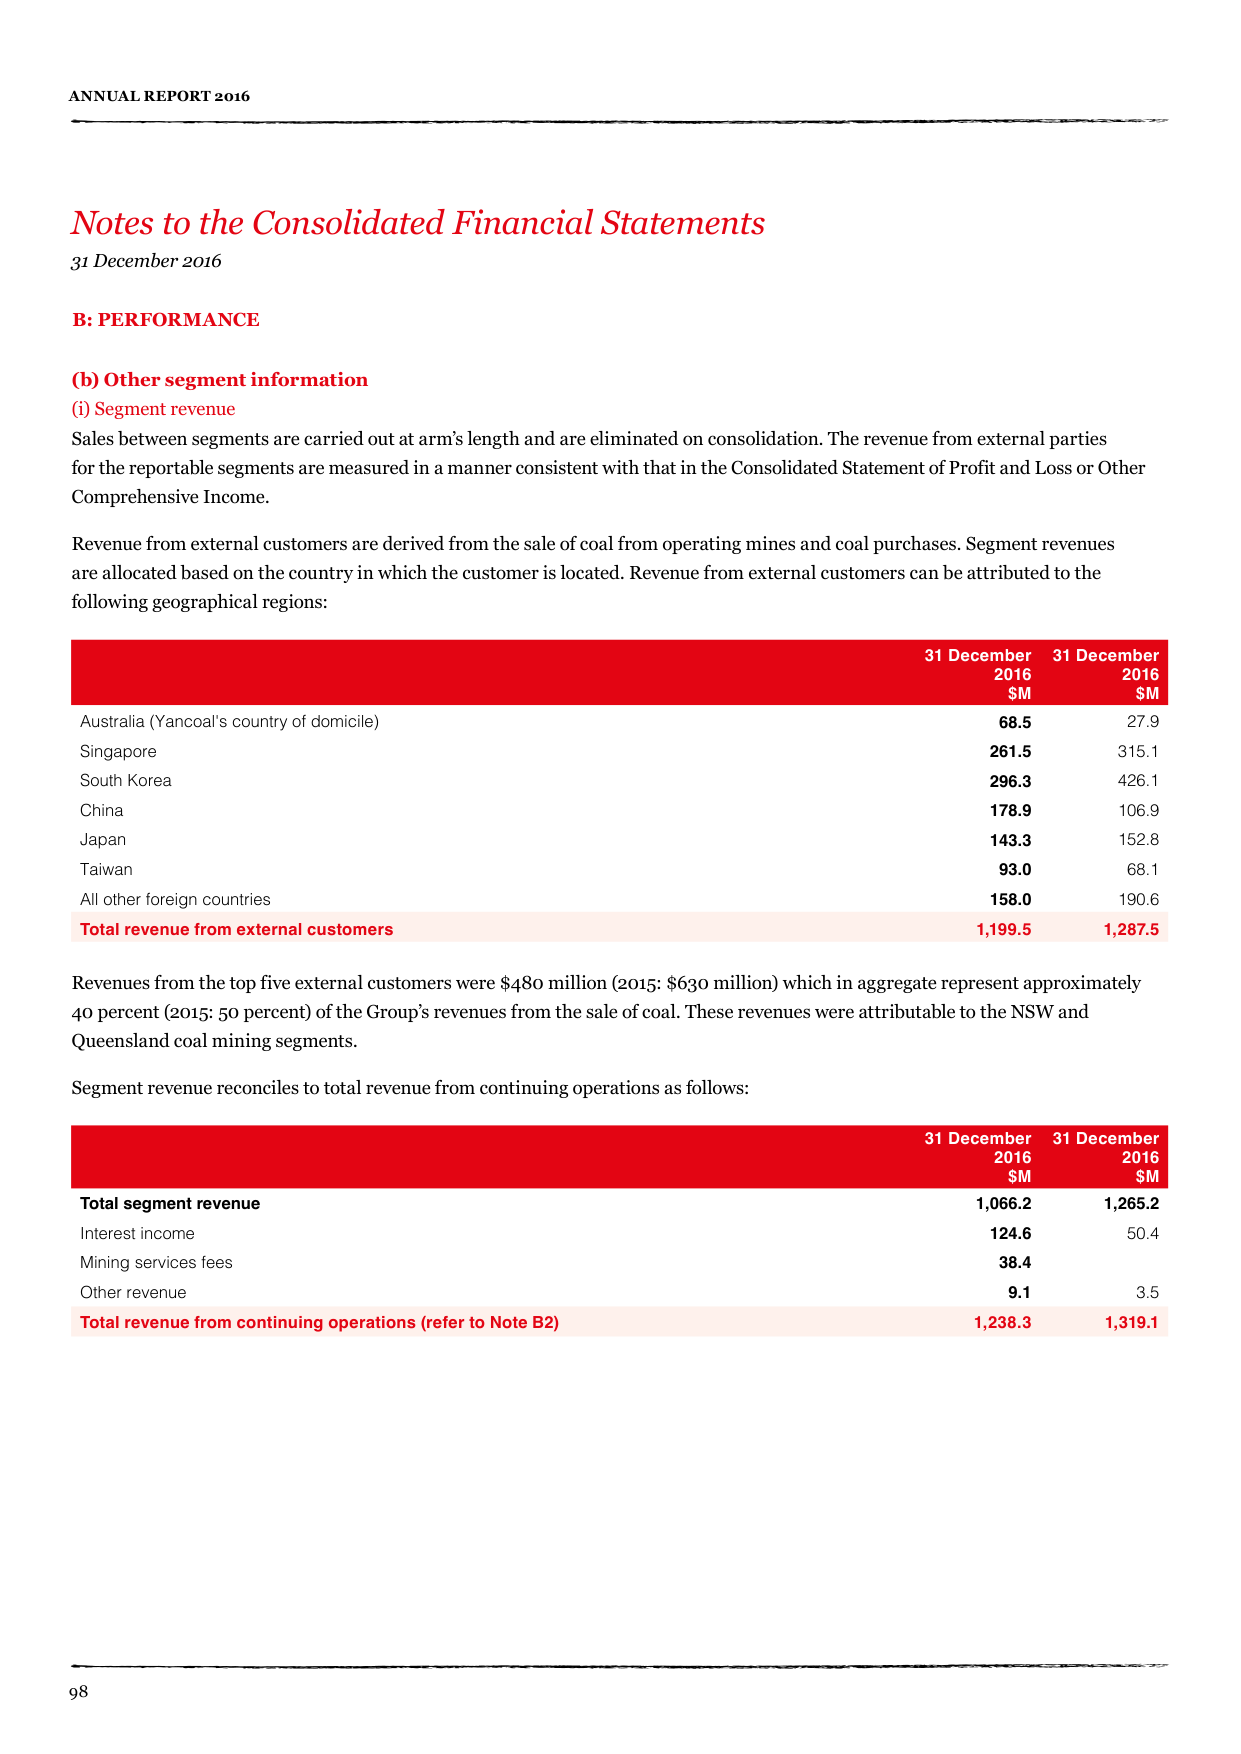 ANNUAL REPORT 2016
Notes to the Consolidated Financial Statements
31 December 2016
B: PERFORMANCE
(b) Other segment information
(i) Segment revenue
Sales between segments are carried out at arm’s length and are eliminated on consolidation. The revenue from external parties
for the reportable segments are measured in a manner consistent with that in the Consolidated Statement of Profit and Loss or Other
Comprehensive Income.
Revenue from external customers are derived from the sale of coal from operating mines and coal purchases. Segment revenues
are allocated based on the country in which the customer is located. Revenue from external customers can be attributed to the
following geographical regions:
31 December 31 December
2016 2016
$M $M
Australia (Yancoal's country of domicile) 68.5 27.9
Singapore 261.5 315.1
South Korea 296.3 426.1
China 178.9 106.9
Japan 143.3 152.8
Taiwan 93.0 68.1
All other foreign countries 158.0 190.6
Total revenue from external customers 1,199.5 1,287.5
Revenues from the top five external customers were $480 million (2015: $630 million) which in aggregate represent approximately
40 percent (2015: 50 percent) of the Group’s revenues from the sale of coal. These revenues were attributable to the NSW and
Queensland coal mining segments.
Segment revenue reconciles to total revenue from continuing operations as follows:
31 December 31 December
2016 2016
$M $M
Total segment revenue 1,066.2 1,265.2
Interest income 124.6 50.4
Mining services fees 38.4
Other revenue 9.1 3.5
Total revenue from continuing operations (refer to Note B2) 1,238.3 1,319.1
98